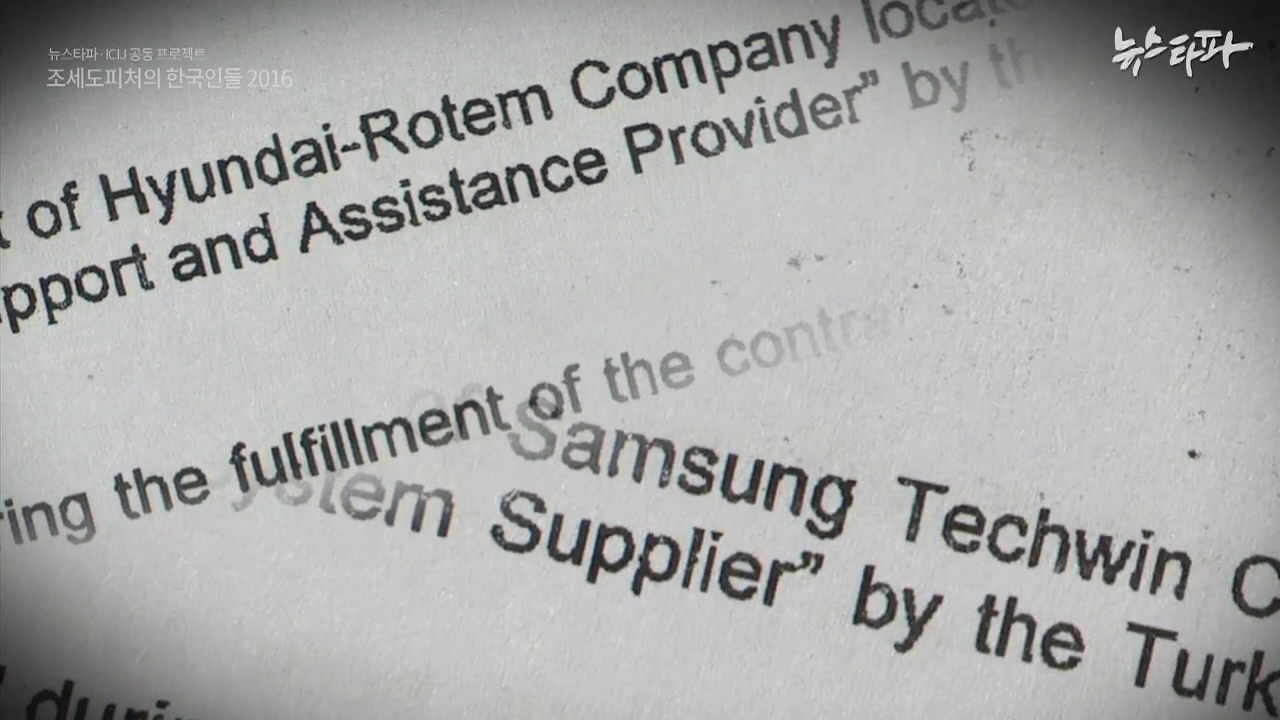 뉴스타파·ICIJ 공동 프로젝트
조세도피처의 한국인들 2016
뉴스타파
of Hyundai-Rotem Company
and Assistance Provider” by
the fulfillment of the
Samsung Techwin
System Supplier” by the